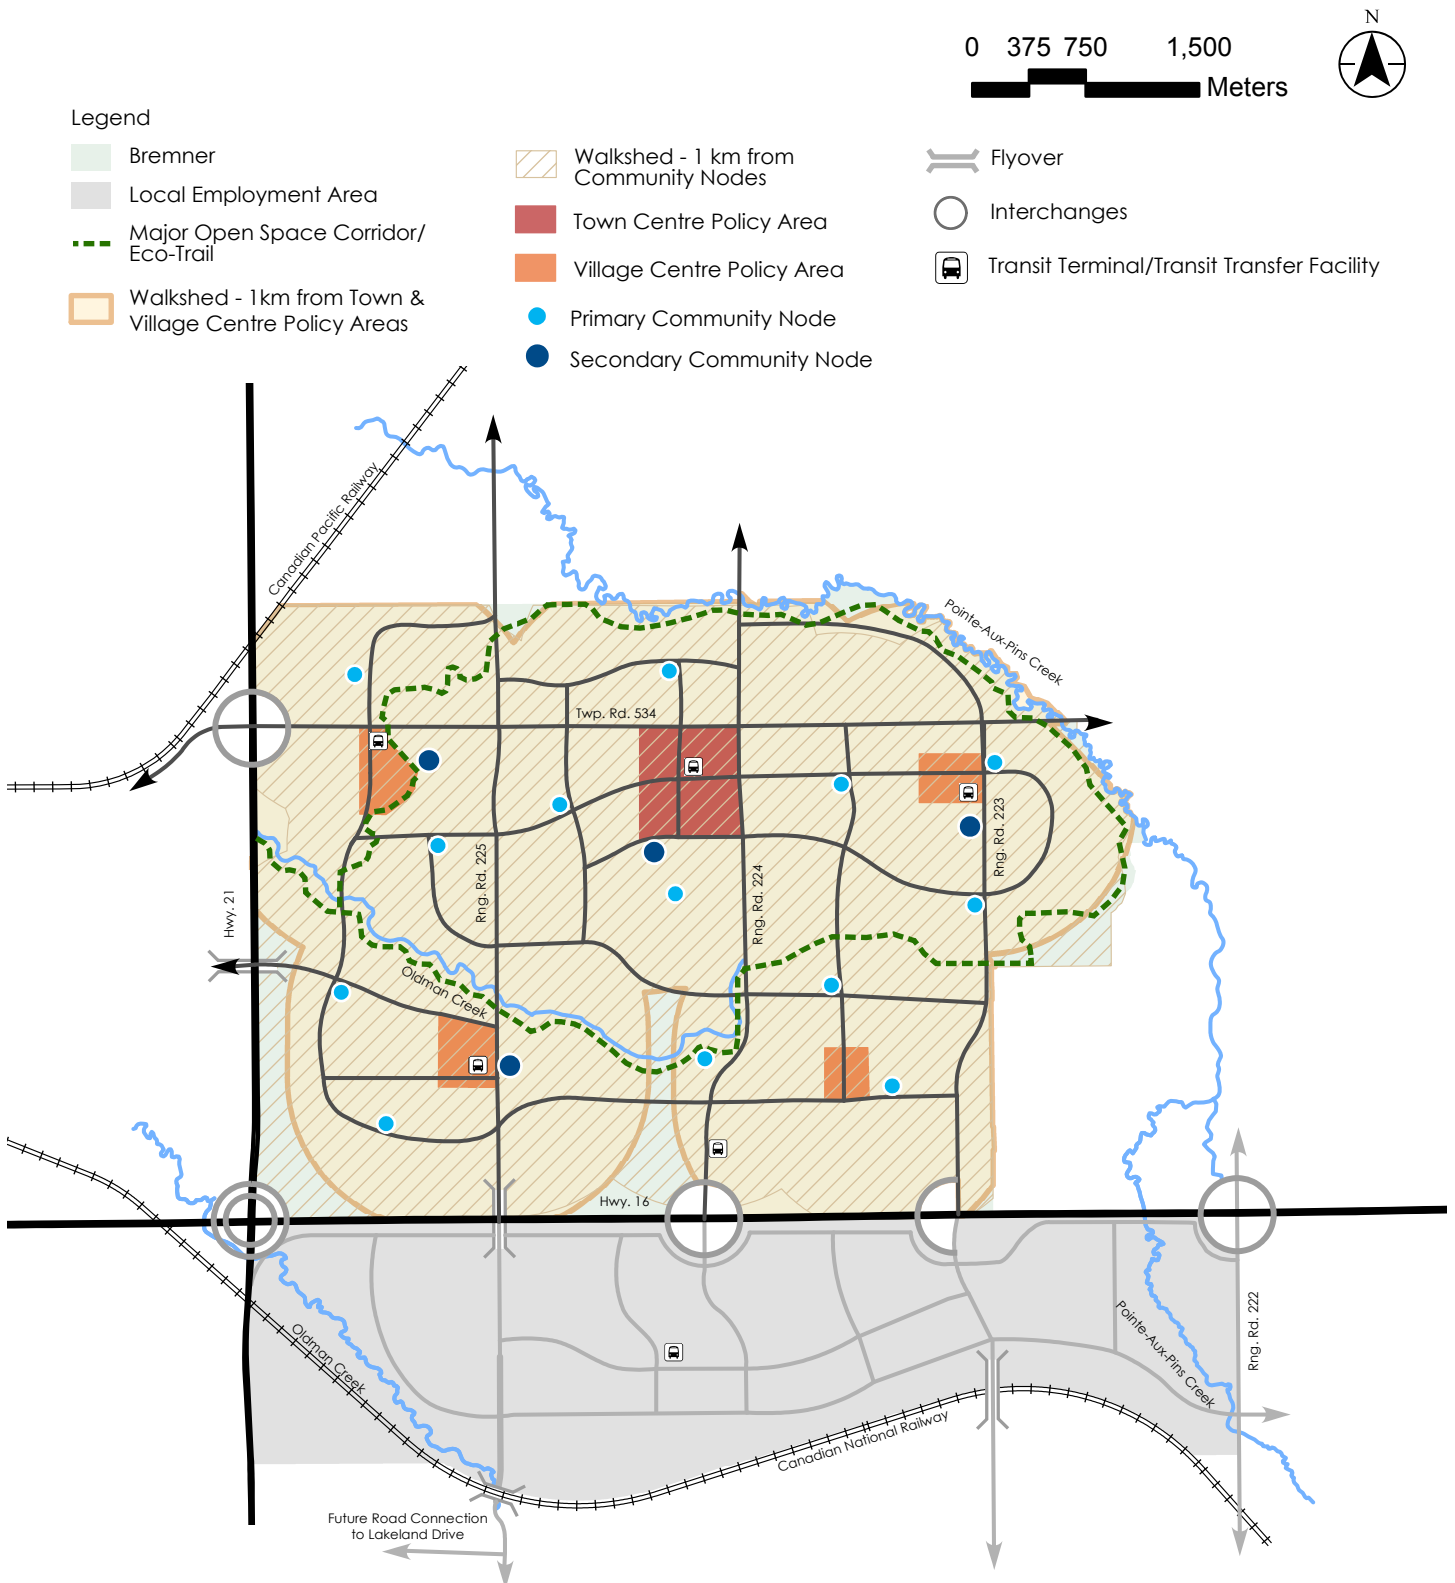 N
0 375 750 1,500
Meters
Legend
Bremner
Local Employment Area
Major Open Space Corridor/
Eco-Trail
Walkshed - 1km from Town &
Village Centre Policy Areas
Walkshed - 1 km from
Community Nodes
Town Centre Policy Area
Village Centre Policy Area
Primary Community Node
Secondary Community Node
Flyover
Interchanges
Transit Terminal/Transit Transfer Facility
Canadian Pacific Railway
Pointe-Aux-Pins Creek
Twp. Rd. 534
Rng. Rd. 225
Rng. Rd. 224
Rng. Rd. 223
Hwy. 21
Oldman Creek
Hwy. 16
Oldman Creek
Pointe-Aux-Pins Creek
Rng. Rd. 222
Canadian National Railway
Future Road Connection
to Lakeland Drive